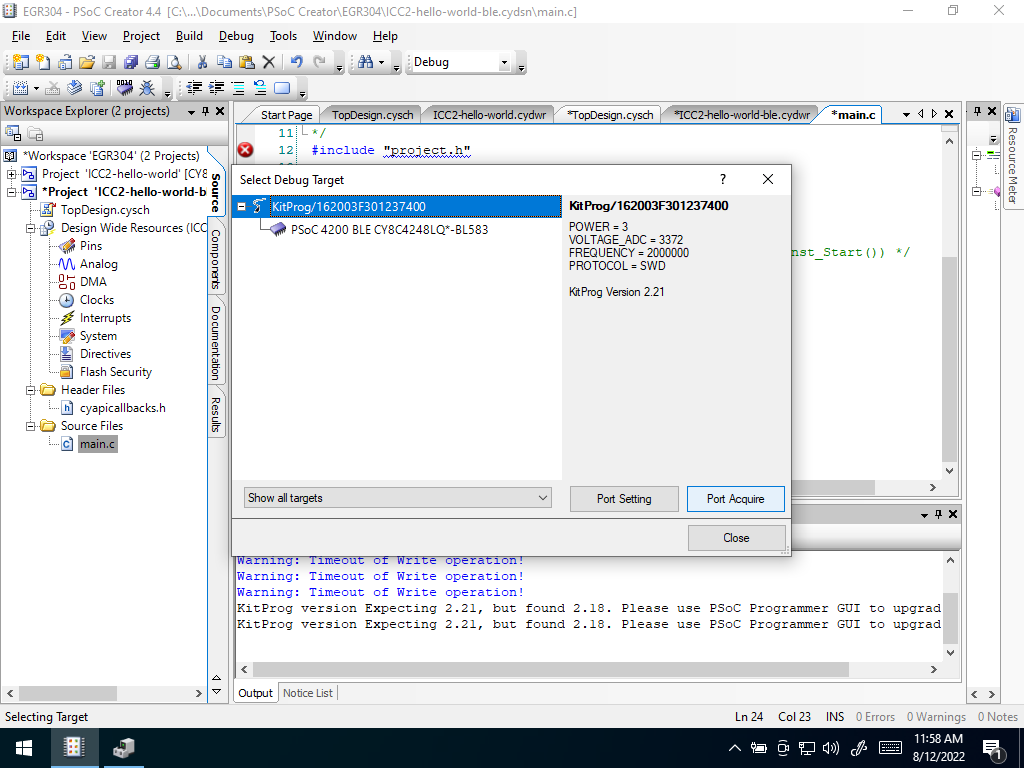 EGR304 - PSoC Creator 4.4 [C:\...\Documents\PSoC Creator\EGR304\ICC2-hello-world-ble.cydsn\main.c]
File Edit View Project Build Debug Tools Window Help
Debug
Workspace Explorer (2 projects)
*Workspace 'EGR304' (2 Projects)
Project 'ICC2-hello-world' [CY8
*Project 'ICC2-hello-world-b
TopDesign.cysch
Design Wide Resources (ICC
Pins
Analog
DMA
Clocks
Interrupts
System
Directives
Flash Security
Header Files
cyapicallbacks.h
Source Files
main.c
Source
Components
Documentation
Results
Start Page TopDesign.cysch ICC2-hello-world.cydwr *TopDesign.cysch *ICC2-hello-world-ble.cydwr *main.c
11 */
12 #include "project.h"
nst_Start()) */
Select Debug Target
?
KitProg/162003F301237400
PSoC 4200 BLE CY8C4248LQ*-BL583
KitProg/162003F301237400
POWER = 3
VOLTAGE_ADC = 3372
FREQUENCY = 2000000
PROTOCOL = SWD
KitProg Version 2.21
Show all targets
Port Setting
Port Acquire
Close
Warning: Timeout of Write operation!
Warning: Timeout of Write operation!
Warning: Timeout of Write operation!
KitProg version Expecting 2.21, but found 2.18. Please use PSoC Programmer GUI to upgrad
KitProg version Expecting 2.21, but found 2.18. Please use PSoC Programmer GUI to upgrad
Output Notice List
Resource Meter
Selecting Target
Ln 24 Col 23 INS 0 Errors 0 Warnings 0 Notes
11:58 AM
8/12/2022
1